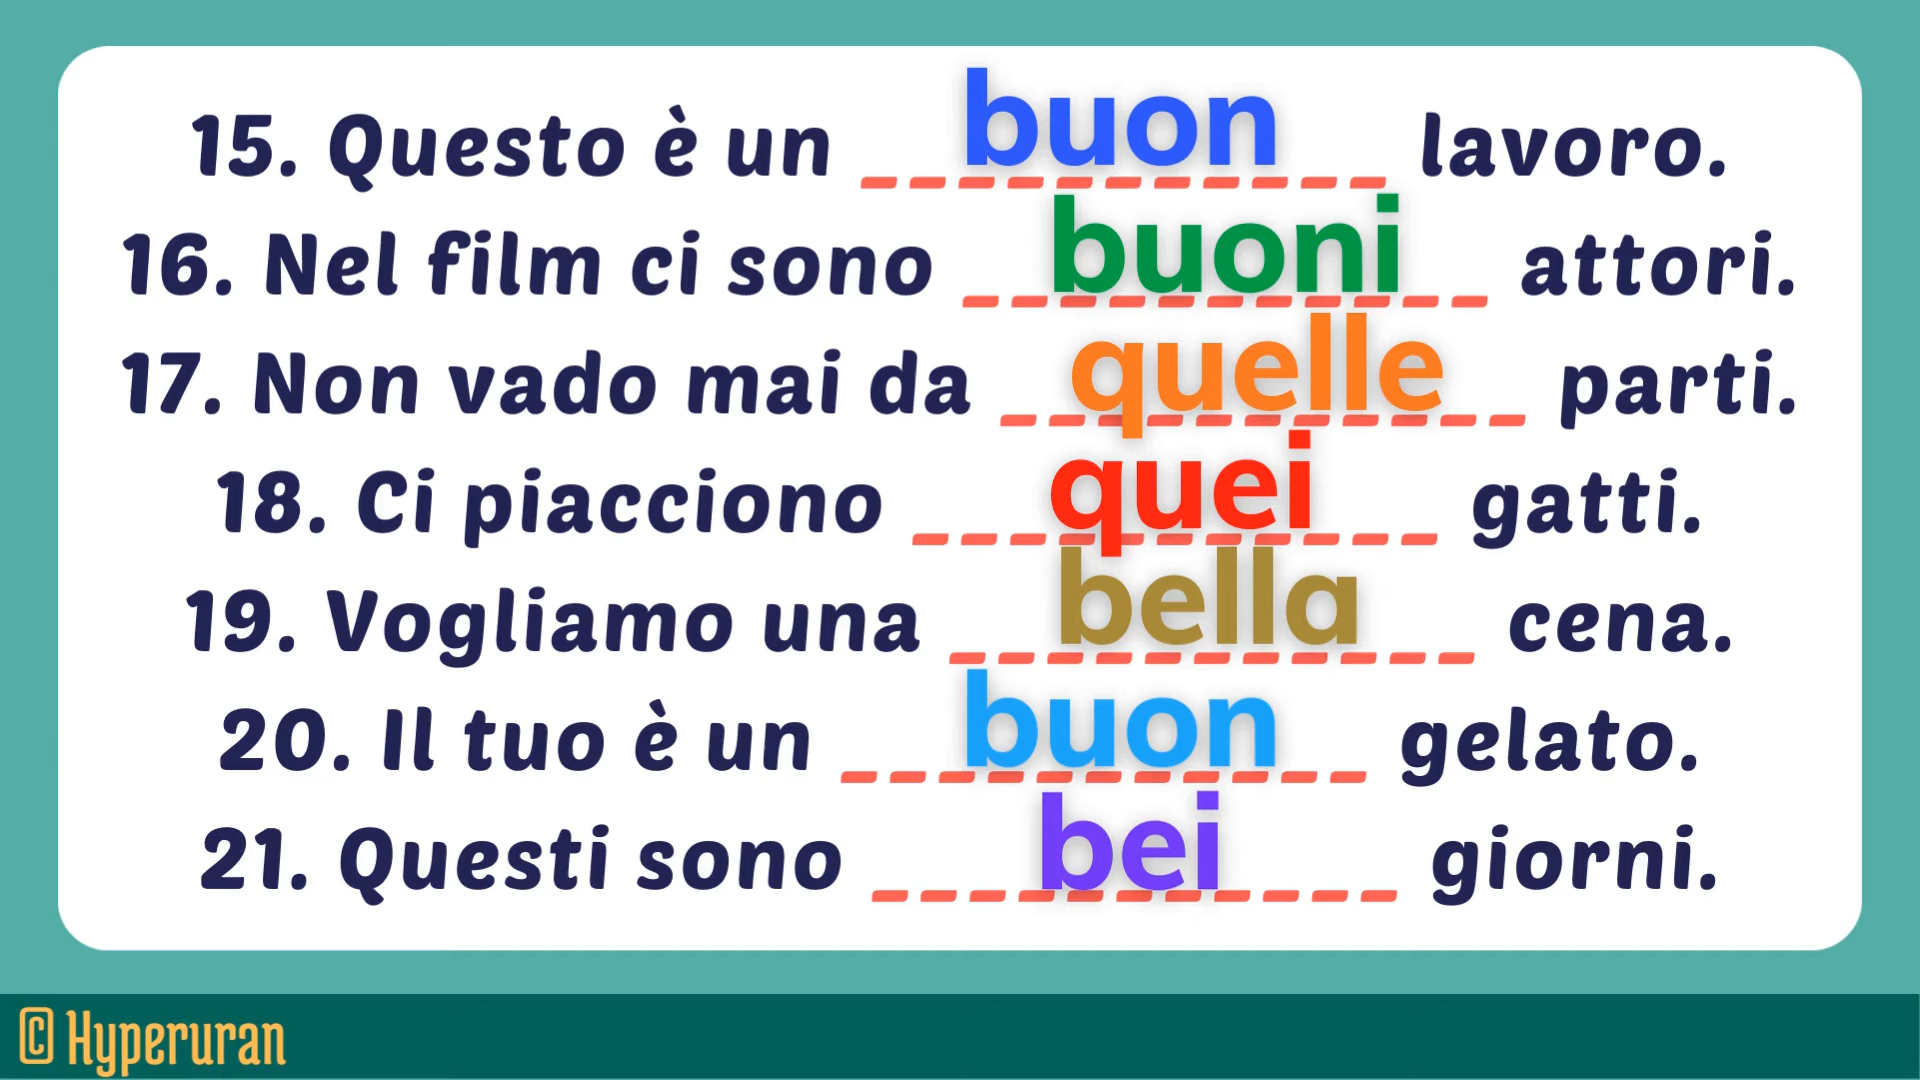 15. Questo è un buon lavoro.
16. Nel film ci sono buoni attori.
17. Non vado mai da quelle parti.
18. Ci piacciono quei gatti.
19. Vogliamo una bella cena.
20. Il tuo è un buon gelato.
21. Questi sono bei giorni.
© Hyperuran